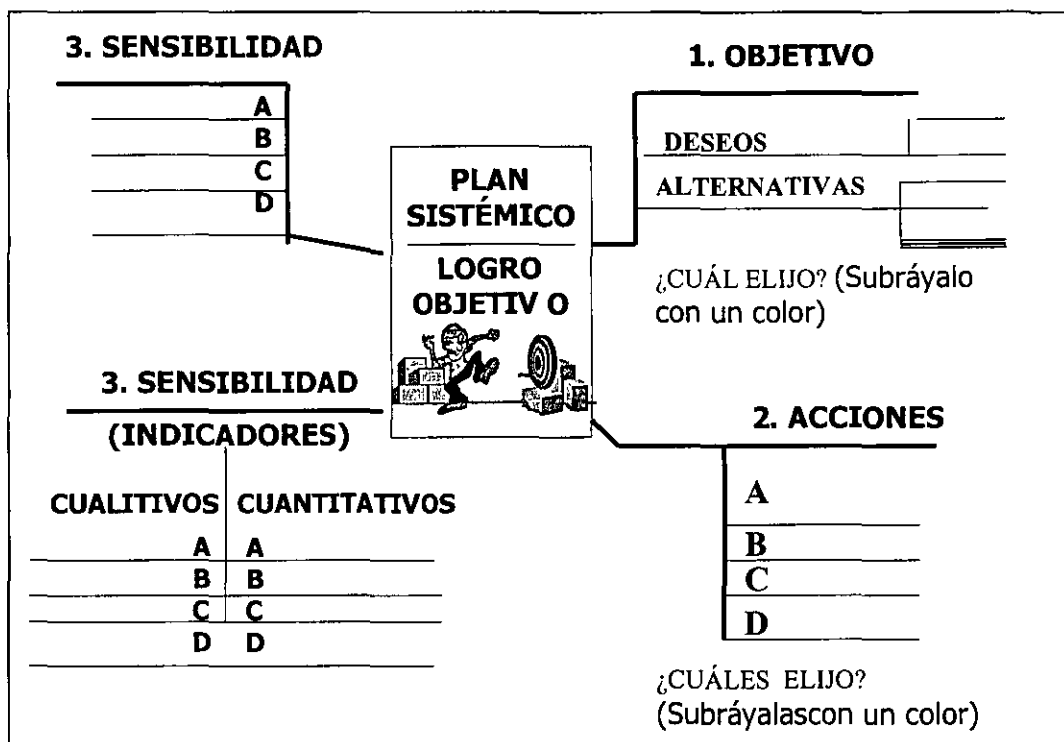 3. SENSIBILIDAD
A
B
C
D
PLAN
SISTÉMICO
LOGRO
OBJETIV O
1. OBJETIVO
DESEOS
ALTERNATIVAS
¿CUÁL ELIJO? (Subráyalo
con un color)
3. SENSIBILIDAD
(INDICADORES)
CUALITIVOS CUANTITATIVOS
A A
B B
C C
D D
2. ACCIONES
A
B
C
D
¿CUÁLES ELIJO?
(Subráyalascon un color)